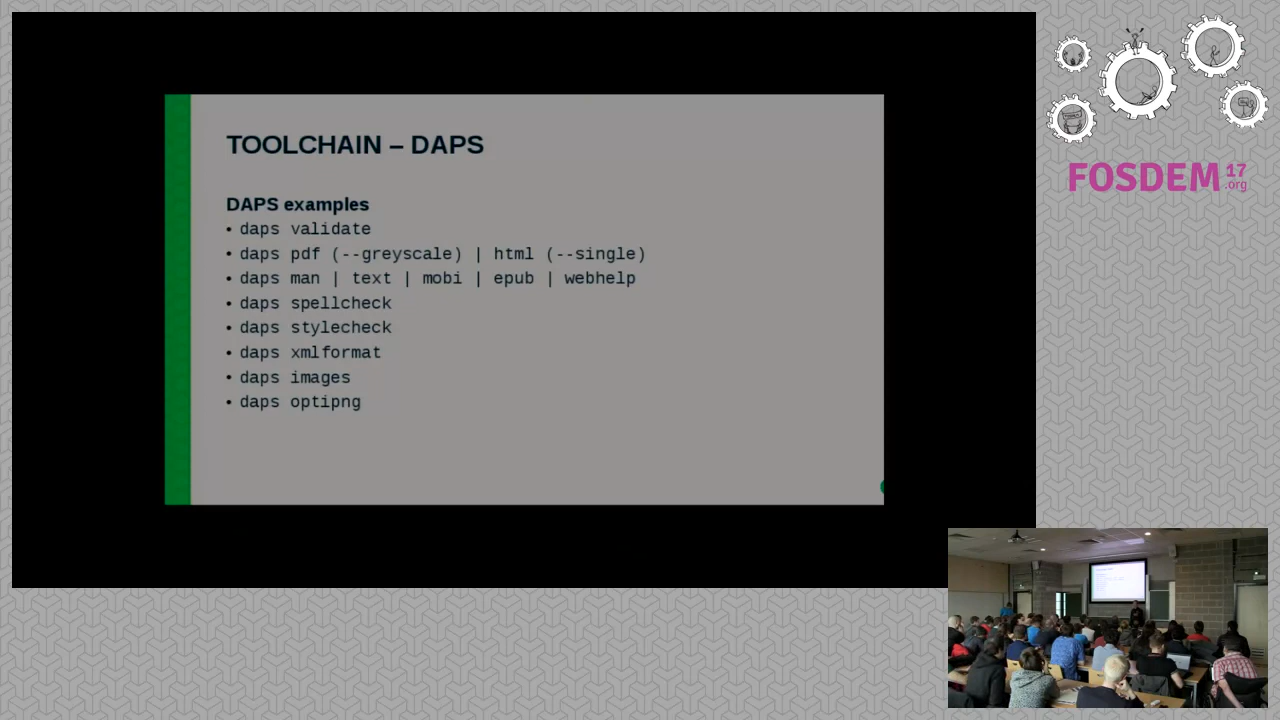 TOOLCHAIN – DAPS
DAPS examples
• daps validate
• daps pdf (--greyscale) | html (--single)
• daps man | text | mobi | epub | webhelp
• daps spellcheck
• daps stylecheck
• daps xmlformat
• daps images
• daps optipng
FOSDEM 17
.org